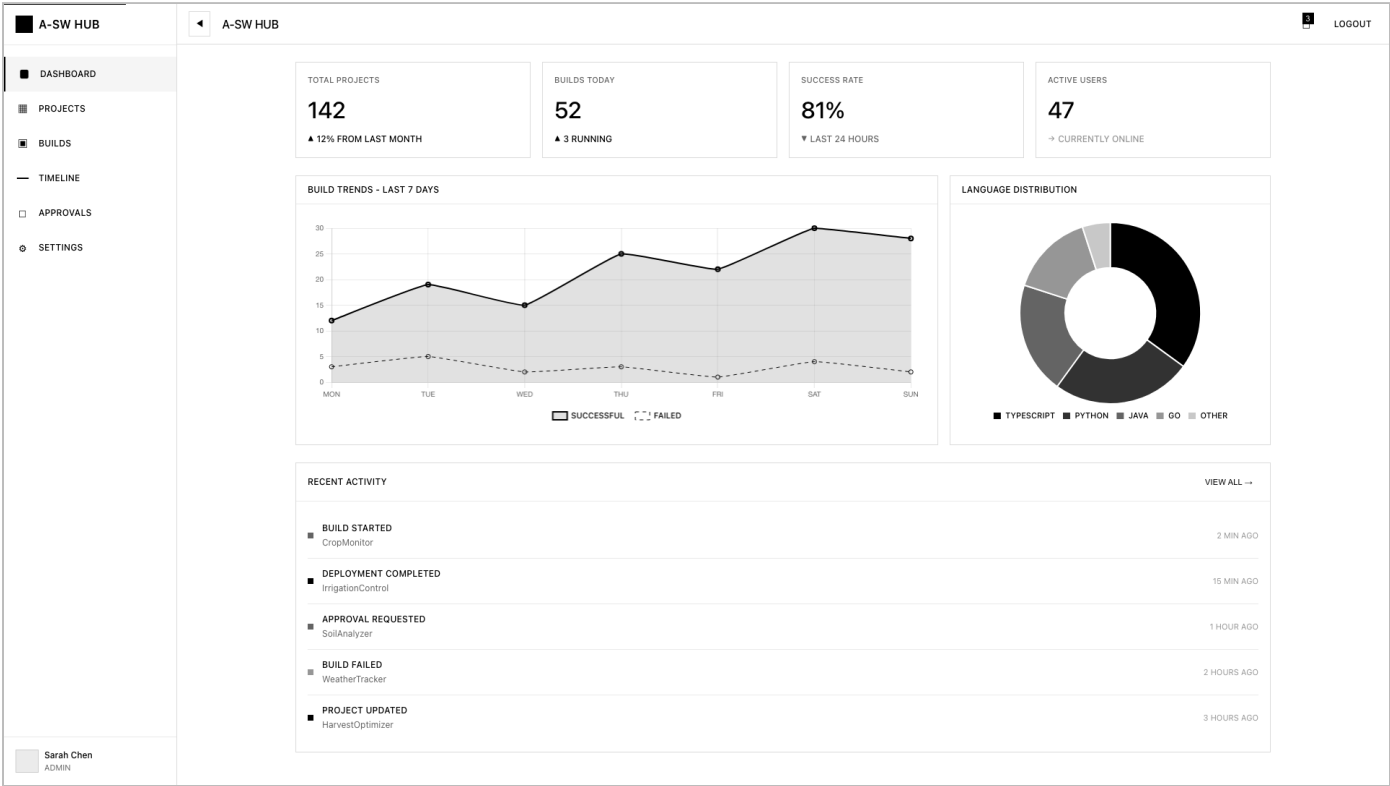 A-SW HUB
DASHBOARD
PROJECTS
BUILDS
TIMELINE
APPROVALS
SETTINGS
Sarah Chen
ADMIN
A-SW HUB
3
LOGOUT
TOTAL PROJECTS
142
▲ 12% FROM LAST MONTH
BUILDS TODAY
52
▲ 3 RUNNING
SUCCESS RATE
81%
▼ LAST 24 HOURS
ACTIVE USERS
47
→ CURRENTLY ONLINE
BUILD TRENDS - LAST 7 DAYS
30
25
20
15
10
5
0
MON TUE WED THU FRI SAT SUN
SUCCESSFUL FAILED
LANGUAGE DISTRIBUTION
TYPESCRIPT PYTHON JAVA GO OTHER
RECENT ACTIVITY
VIEW ALL →
BUILD STARTED
CropMonitor
2 MIN AGO
DEPLOYMENT COMPLETED
IrrigationControl
15 MIN AGO
APPROVAL REQUESTED
SoilAnalyzer
1 HOUR AGO
BUILD FAILED
WeatherTracker
2 HOURS AGO
PROJECT UPDATED
HarvestOptimizer
3 HOURS AGO